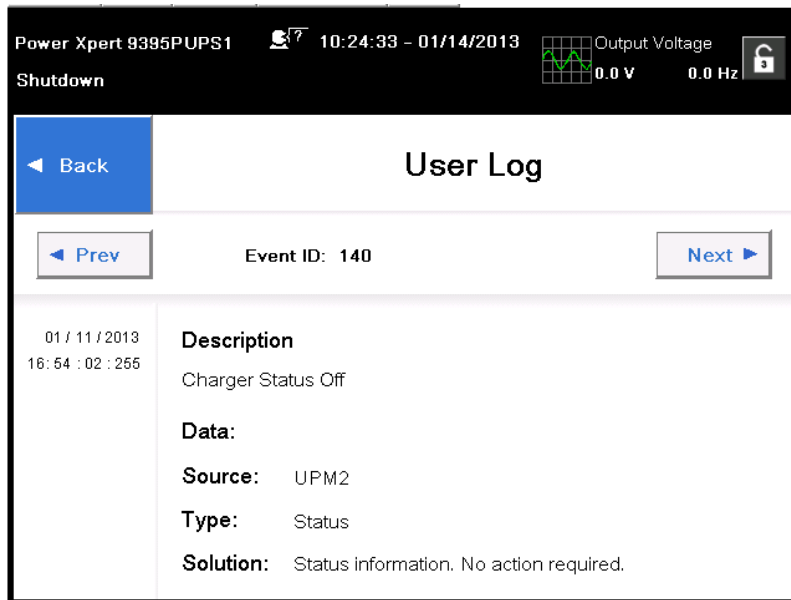 Power Xpert 9395PUPS1 ? 10:24:33 - 01/14/2013 Output Voltage
Shutdown 0.0 V 0.0 Hz 3
◄ Back User Log
◄ Prev Event ID: 140 Next ►
01 / 11 / 2013 Description
16: 54 : 02 : 255
Charger Status Off
Data:
Source: UPM2
Type: Status
Solution: Status information. No action required.